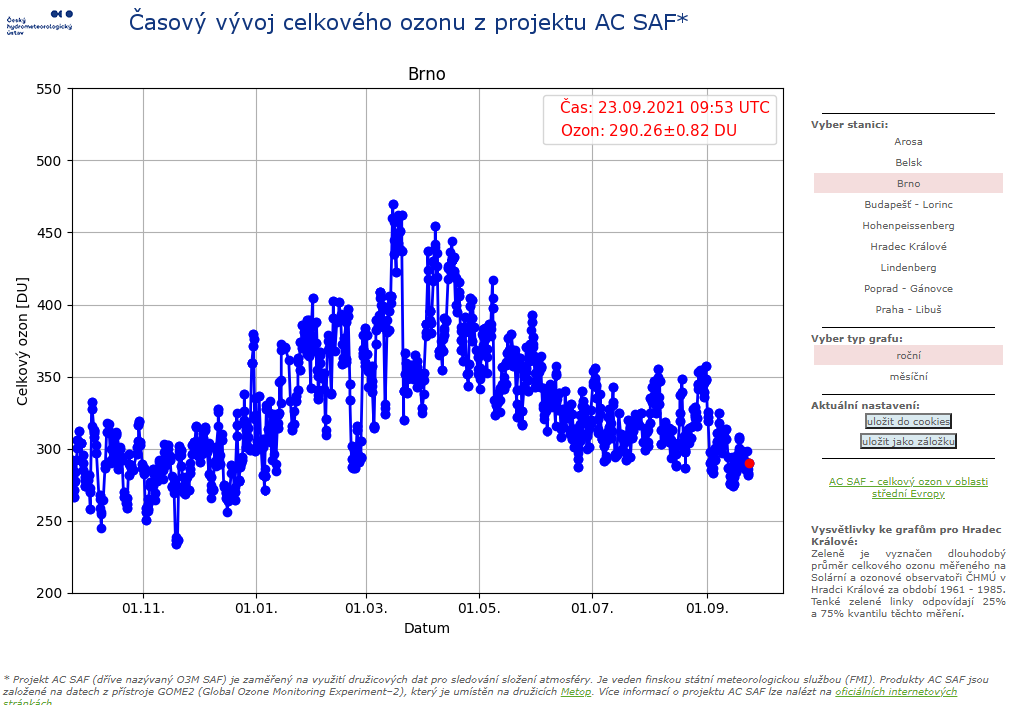 Český
hydrometeorologický
ústav
Časový vývoj celkového ozonu z projektu AC SAF*
Brno
Čas: 23.09.2021 09:53 UTC
Ozon: 290.26±0.82 DU
550
500
450
400
350
300
250
200
Celkový ozon [DU]
01.11.
01.01.
01.03.
01.05.
01.07.
01.09.
Datum
Vyber stanici:
Arosa
Belsk
Brno
Budapešť - Lorinc
Hohenpeissenberg
Hradec Králové
Lindenberg
Poprad - Gánovce
Praha - Libuš
Vyber typ grafu:
roční
měsíční
Aktuální nastavení:
uložit do cookies
uložit jako záložku
AC SAF - celkový ozon v oblasti
střední Evropy
Vysvětlivky ke grafům pro Hradec
Králové:
Zeleně je vyznačen dlouhodobý
průměr celkového ozonu měřeného na
Solární a ozonové observatoři ČHMÚ v
Hradci Králové za období 1961 - 1985.
Tenké zelené linky odpovídají 25%
a 75% kvantilu těchto měření.
* Projekt AC SAF (dříve nazývaný O3M SAF) je zaměřený na využití družicových dat pro sledování složení atmosféry. Je veden finskou státní meteorologickou službou (FMI). Produkty AC SAF jsou
založené na datech z přístroje GOME2 (Global Ozone Monitoring Experiment–2), který je umístěn na družicích Metop. Více informací o projektu AC SAF lze nalézt na oficiálních internetových
stránkách